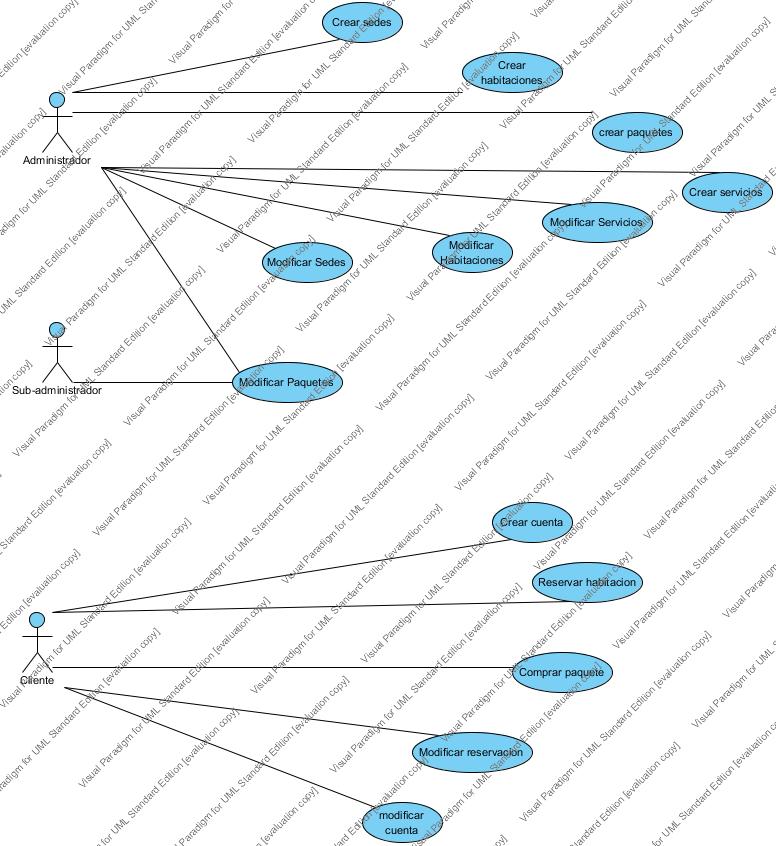 Crear sedes
Crear
habitaciones
crear paquetes
Administrador
Crear servicios
Modificar Servicios
Modificar
Habitaciones
Modificar Sedes
Modificar Paquetes
Sub-administrador
Crear cuenta
Reservar habitacion
Cliente
Comprar paquete
Modificar reservacion
modificar
cuenta
Visual Paradigm for UML Standard Edition [evaluation copy]